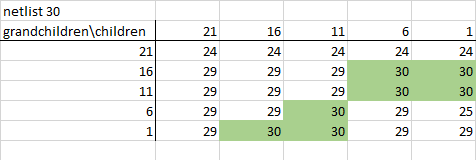 netlist 30
grandchildren\children 21 16 11 6 1
21 24 24 24 24 24
16 29 29 29 30 30
11 29 29 29 30 30
6 29 29 30 29 25
1 29 30 30 29 29